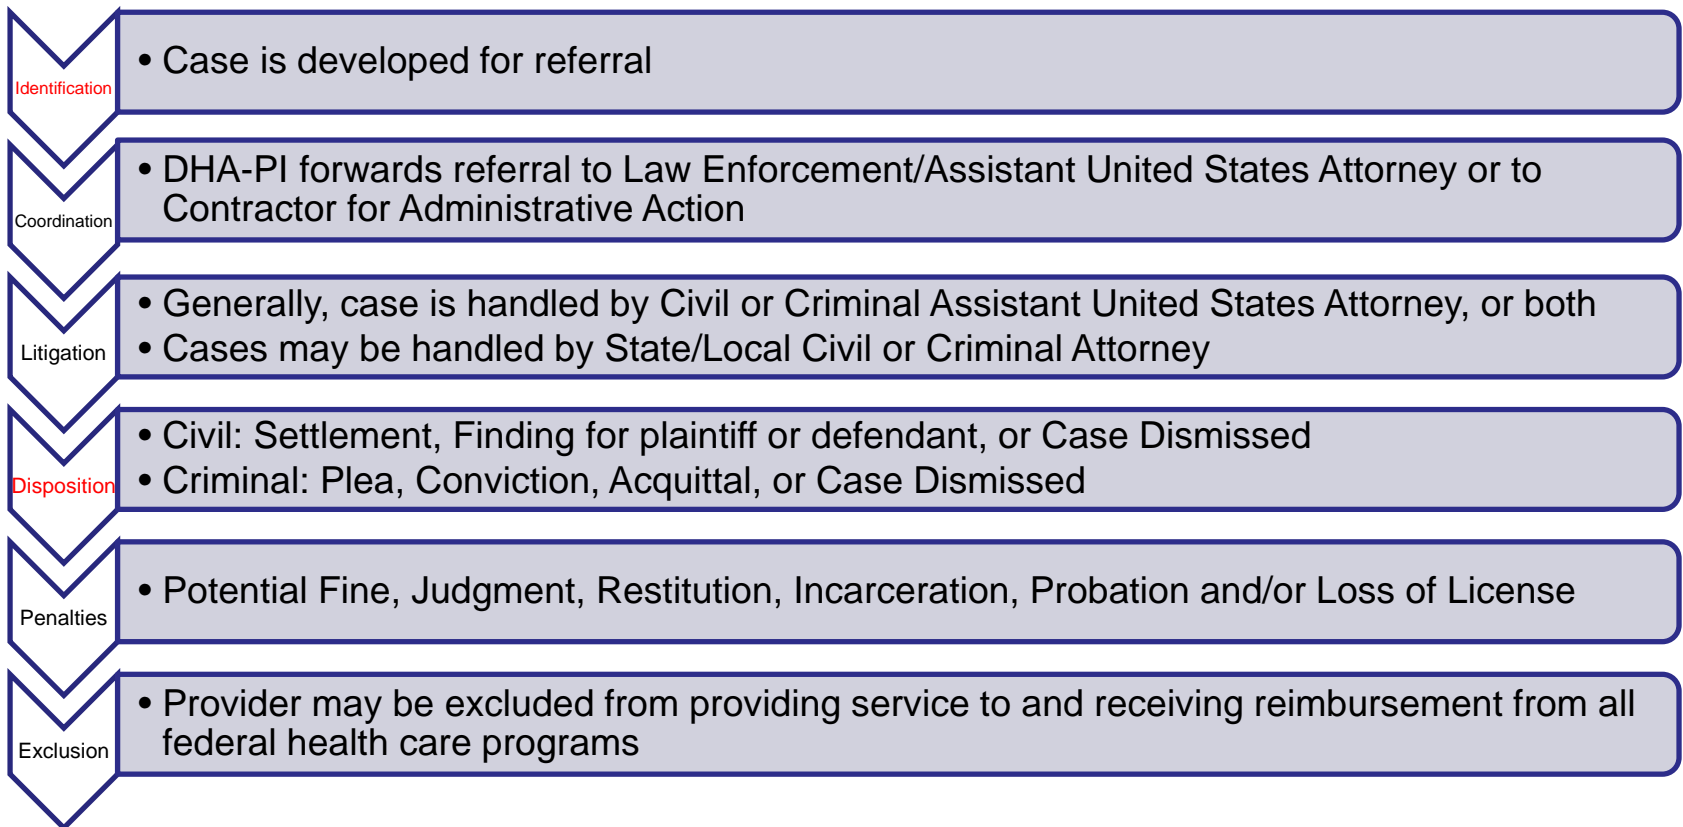 Identification
• Case is developed for referral
Coordination
• DHA-PI forwards referral to Law Enforcement/Assistant United States Attorney or to
Contractor for Administrative Action
Litigation
• Generally, case is handled by Civil or Criminal Assistant United States Attorney, or both
• Cases may be handled by State/Local Civil or Criminal Attorney
Disposition
• Civil: Settlement, Finding for plaintiff or defendant, or Case Dismissed
• Criminal: Plea, Conviction, Acquittal, or Case Dismissed
Penalties
• Potential Fine, Judgment, Restitution, Incarceration, Probation and/or Loss of License
Exclusion
• Provider may be excluded from providing service to and receiving reimbursement from all
federal health care programs